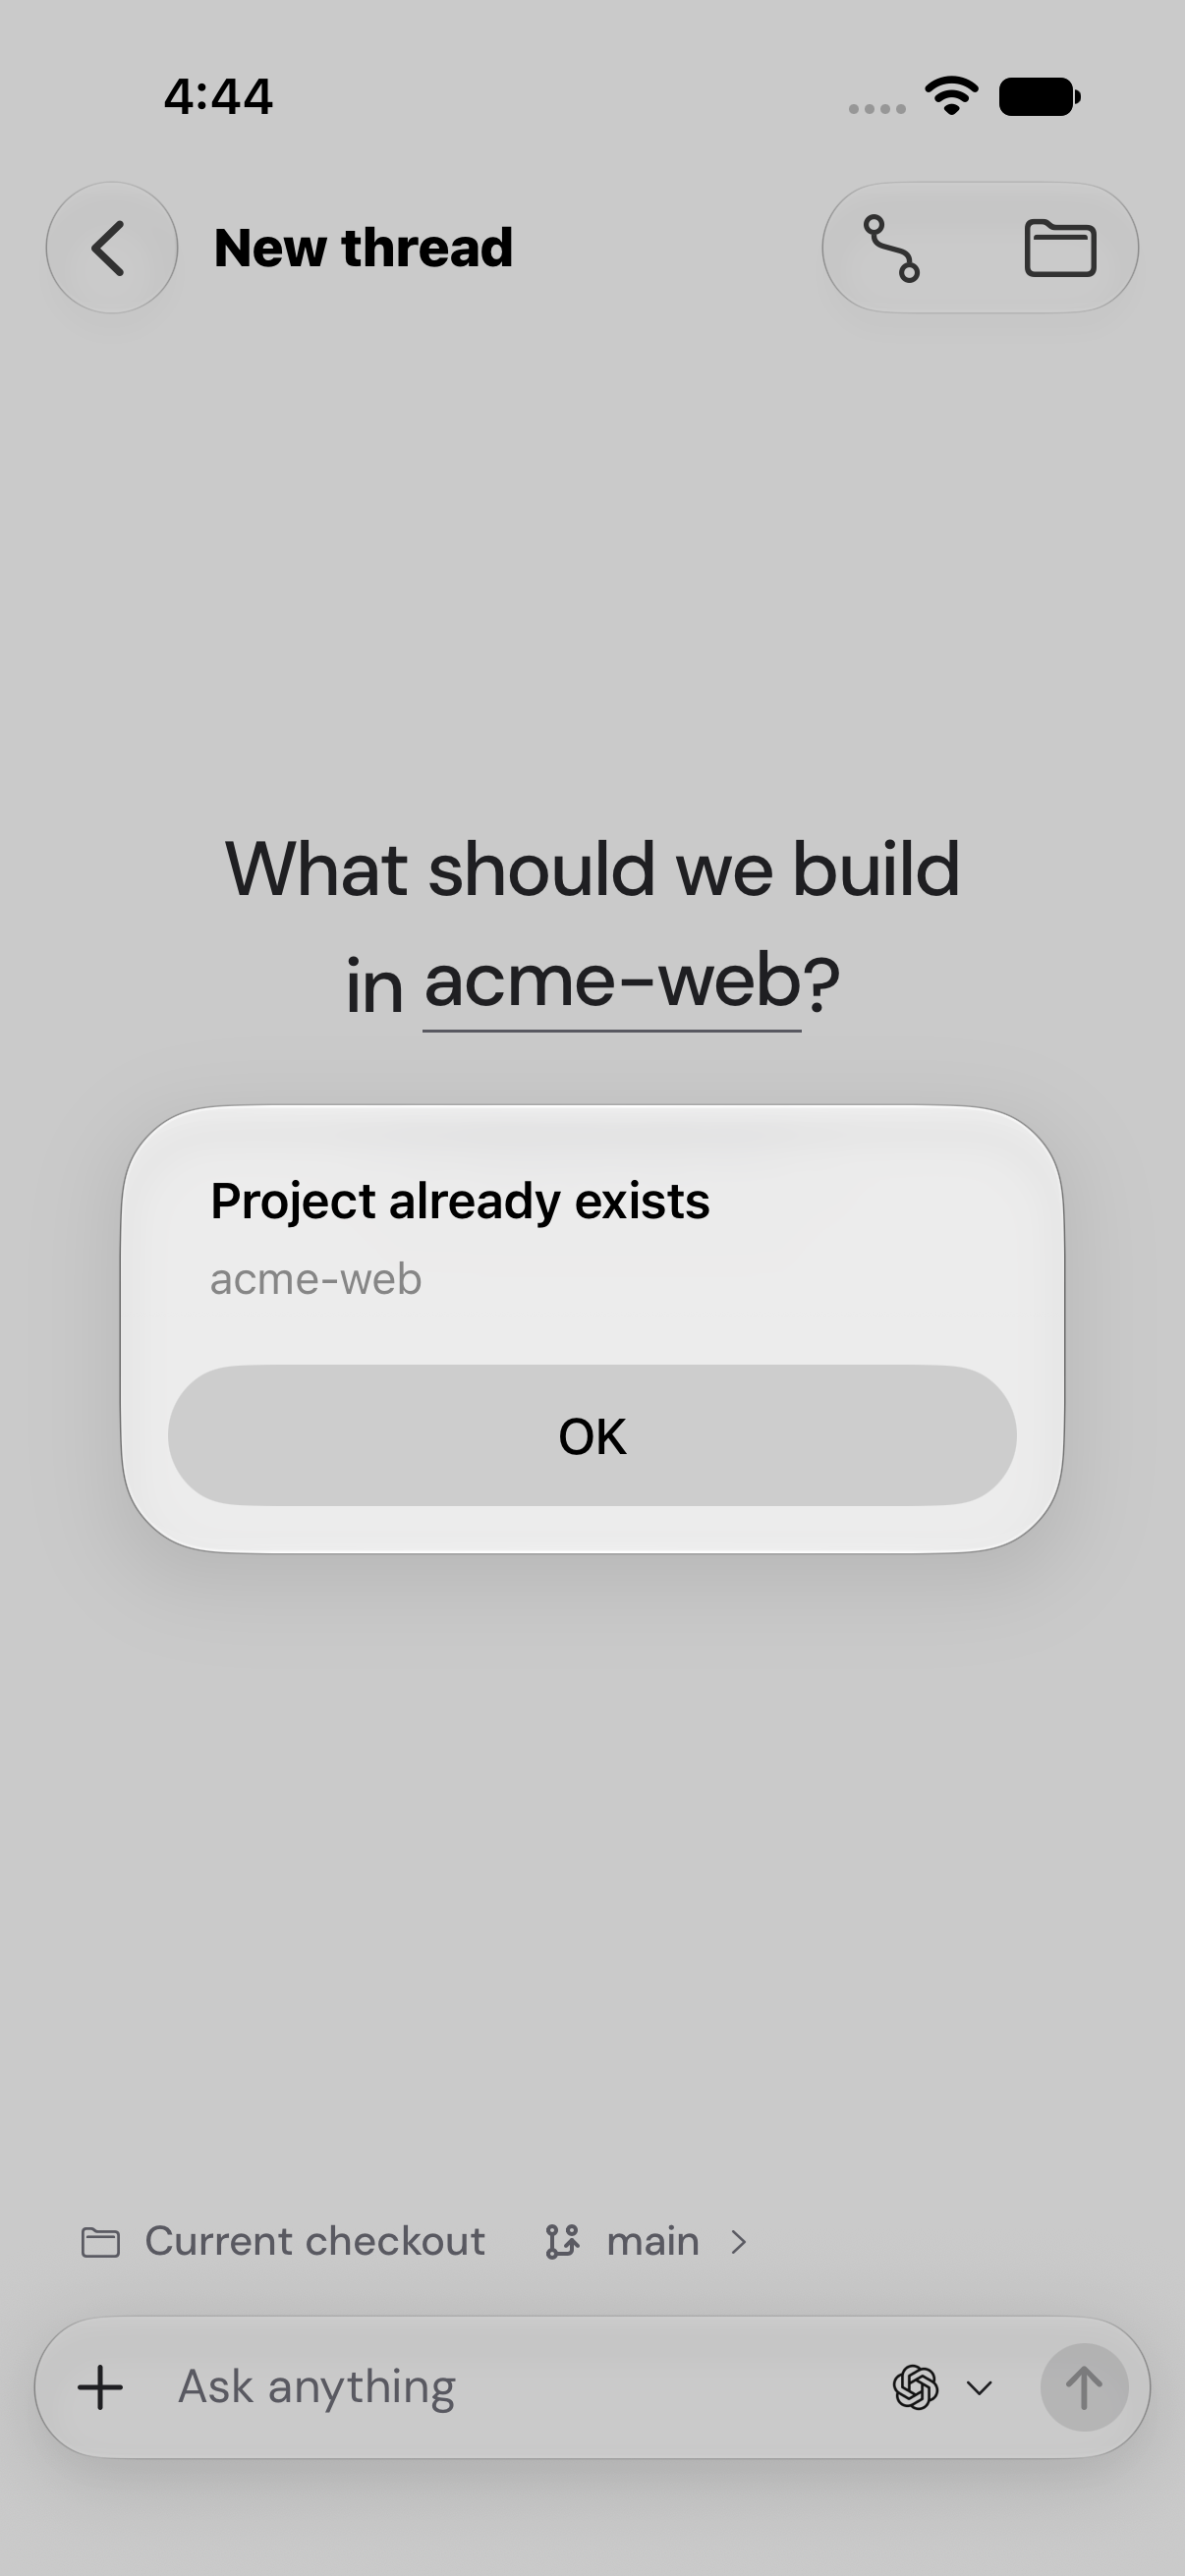 4:44
New thread
What should we build
in acme-web?
Project already exists
acme-web
OK
Current checkout
main
Ask anything